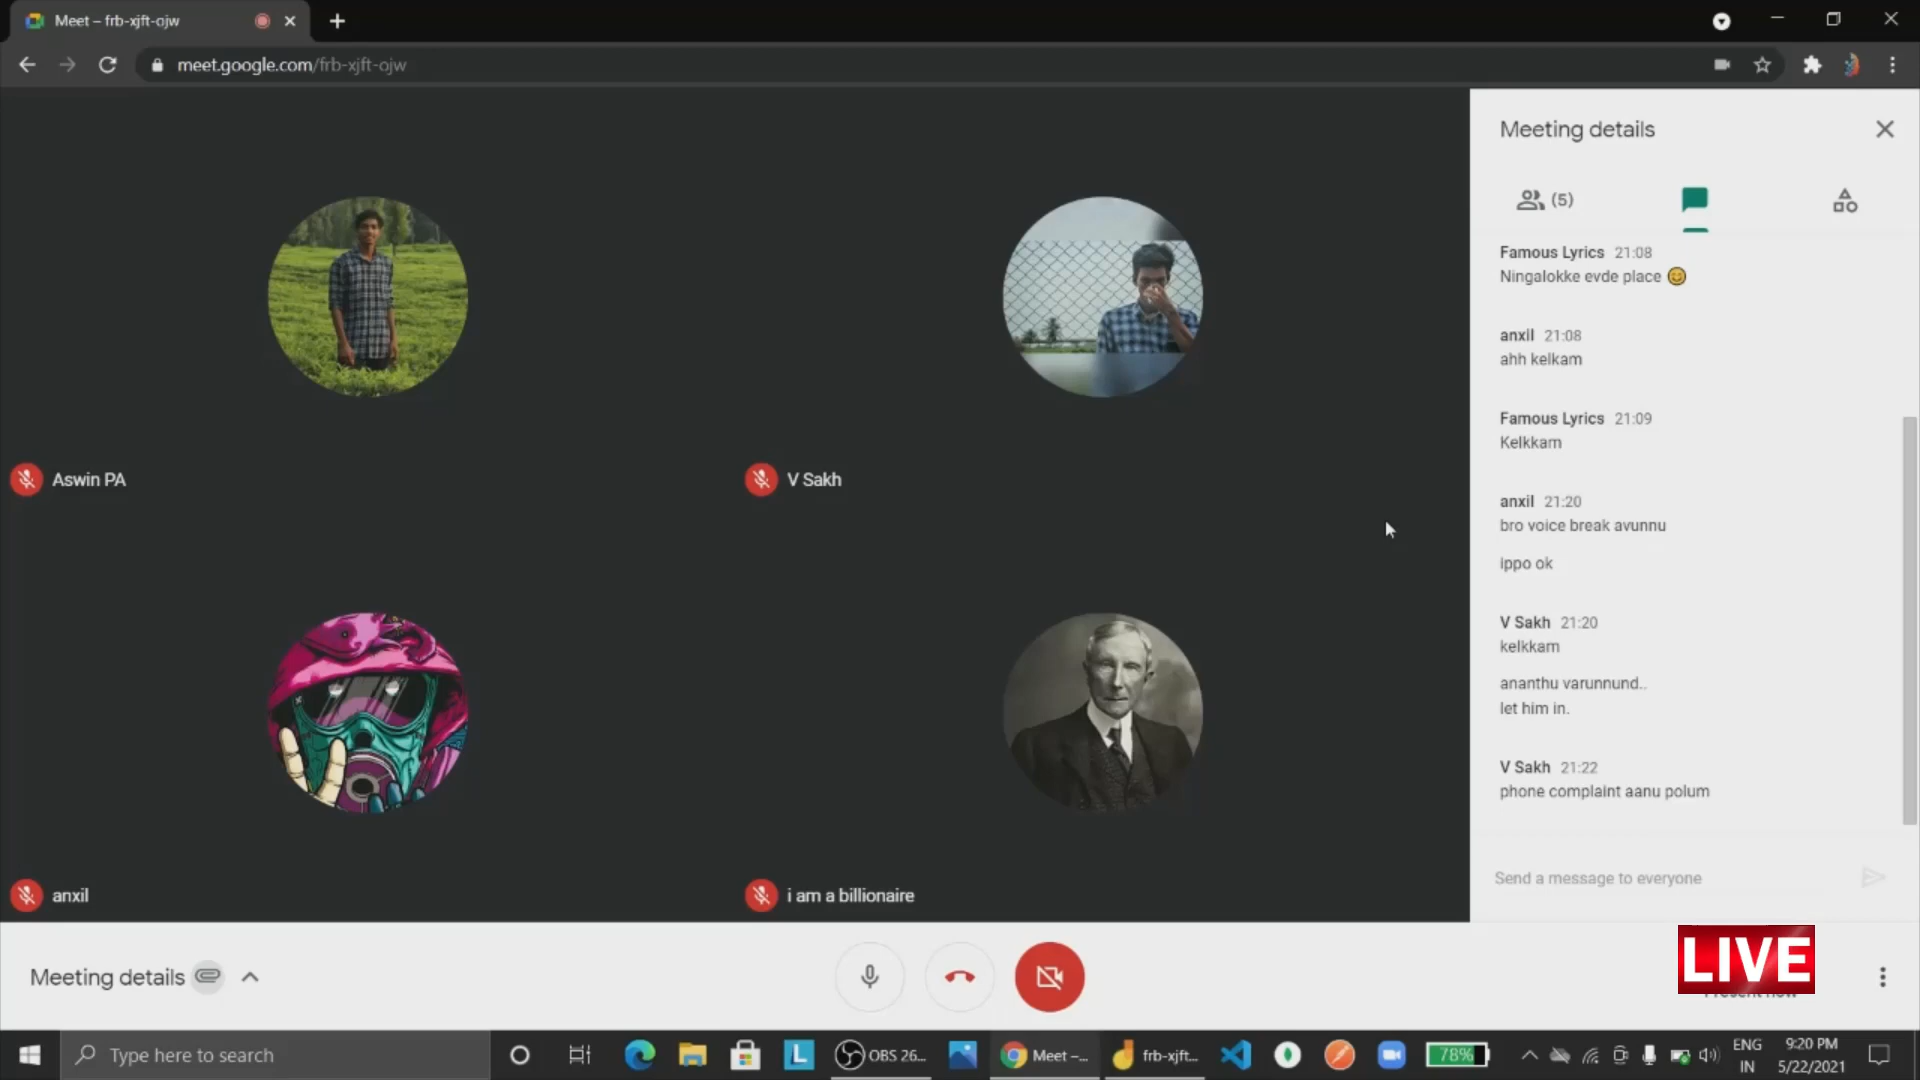 Meet – frb-xjft-ojw
meet.google.com/frb-xjft-ojw
Meeting details
(5)
Famous Lyrics 21:08
Ningalokke evde place 😊
anxil 21:08
ahh kelkam
Famous Lyrics 21:09
Kelkkam
anxil 21:20
bro voice break avunnu
ippo ok
V Sakh 21:20
kelkkam
ananthu varunnund..
let him in.
V Sakh 21:22
phone complaint aanu polum
Send a message to everyone
Aswin PA
V Sakh
anxil
i am a billionaire
Meeting details
LIVE
Present now
Type here to search
L
OBS 26...
Meet –...
frb-xjft...
78%
ENG
IN
9:20 PM
5/22/2021